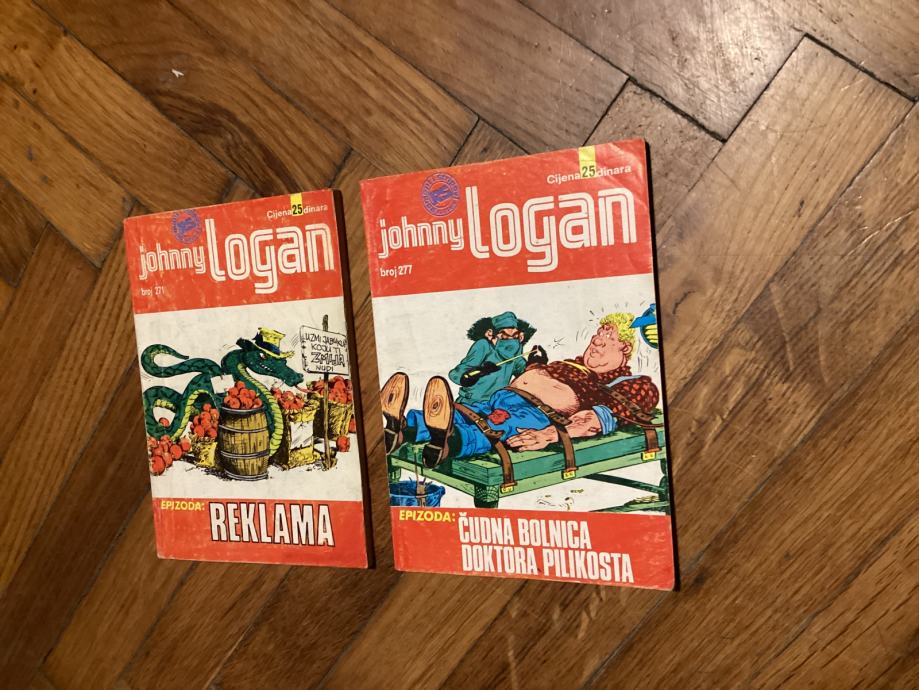 Cijena 25 dinara
johnny logan
broj 271
UZMI JABUKU
KOJU TI
ZMIJA
NUDI
EPIZODA: REKLAMA
Cijena 25 dinara
johnny logan
broj 277
EPIZODA: ČUDNA BOLNICA
DOKTORA PILIKOSTA